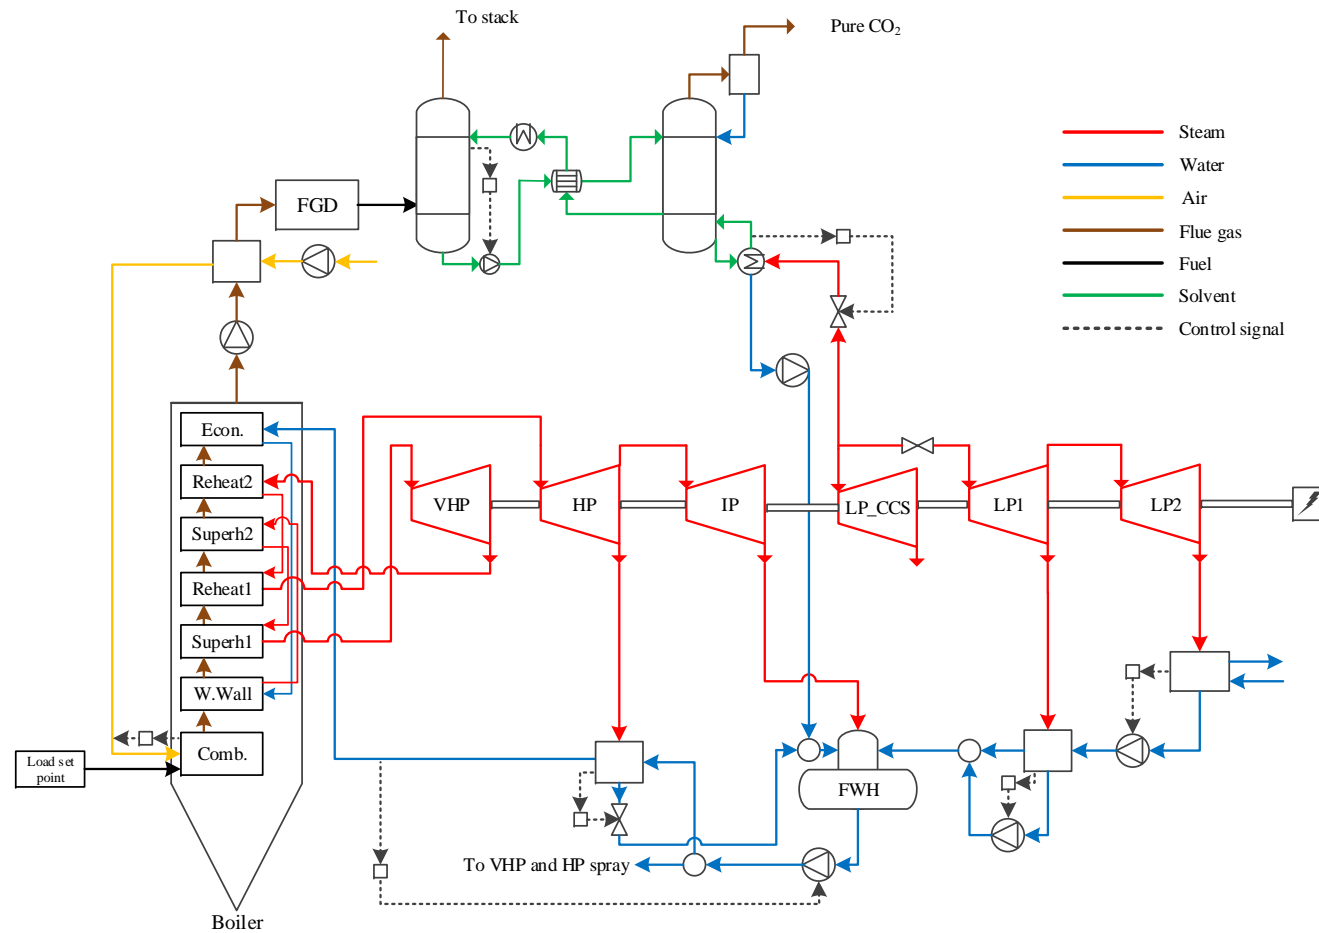 To stack
Pure CO₂
Steam
Water
Air
Flue gas
Fuel
Solvent
Control signal
FGD
Econ.
Reheat2
Superh2
Reheat1
Superh1
W.Wall
Comb.
Load set
point
Boiler
VHP
HP
IP
LP_CCS
LP1
LP2
FWH
To VHP and HP spray